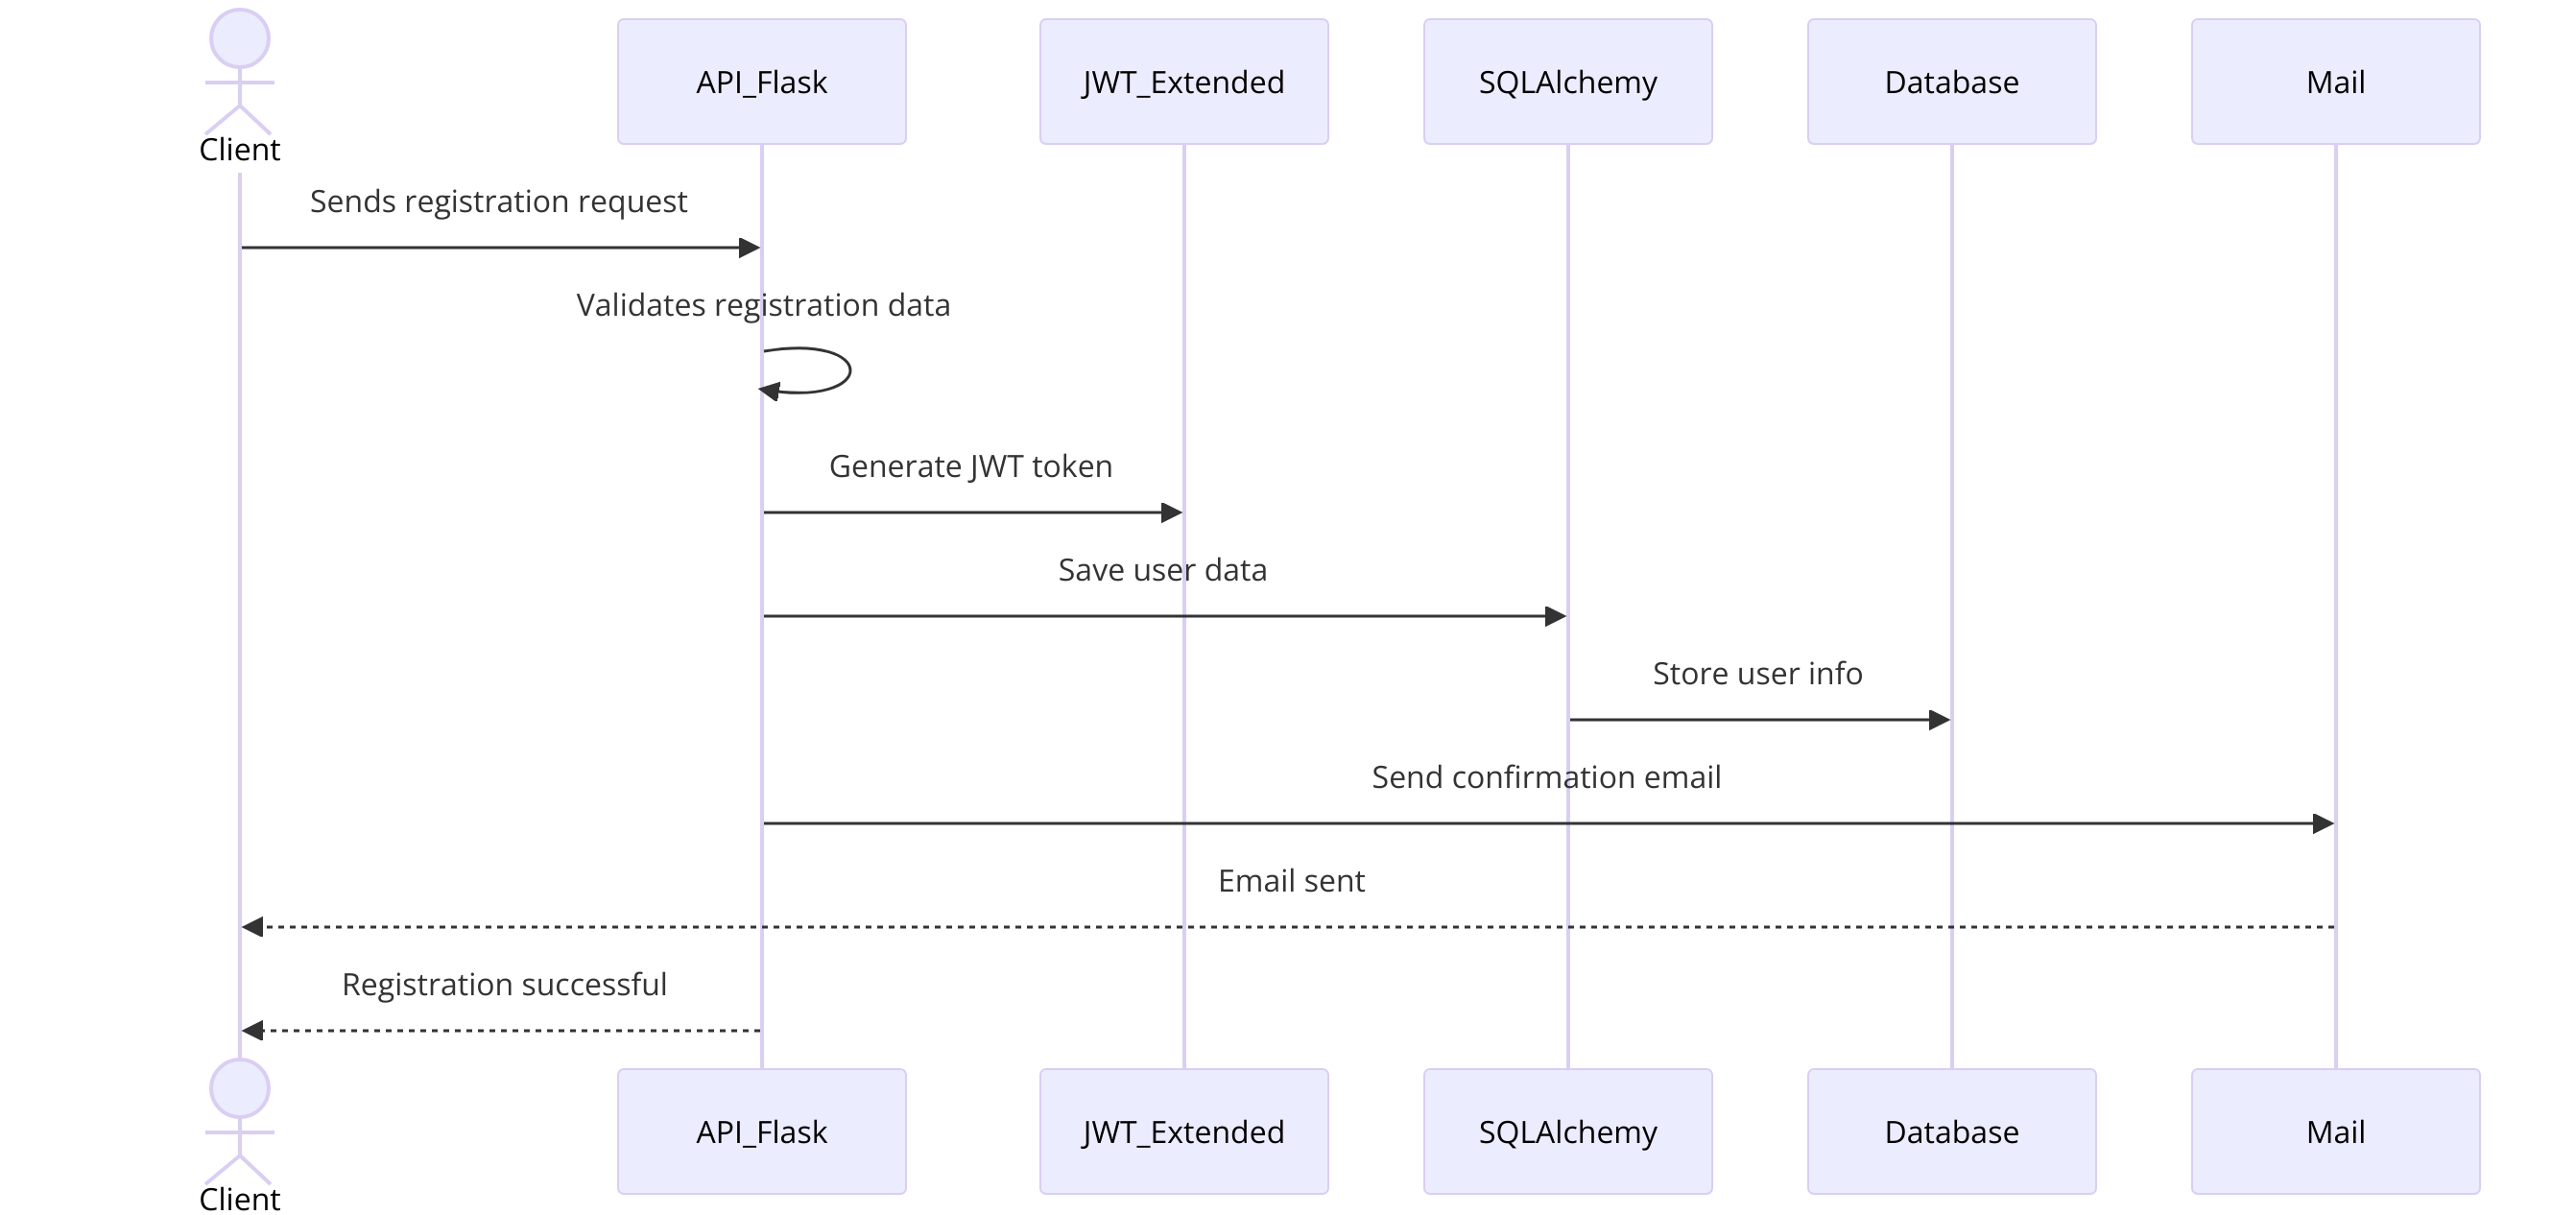 Client
API_Flask
JWT_Extended
SQLAlchemy
Database
Mail
Sends registration request
Validates registration data
Generate JWT token
Save user data
Store user info
Send confirmation email
Email sent
Registration successful
Client
API_Flask
JWT_Extended
SQLAlchemy
Database
Mail